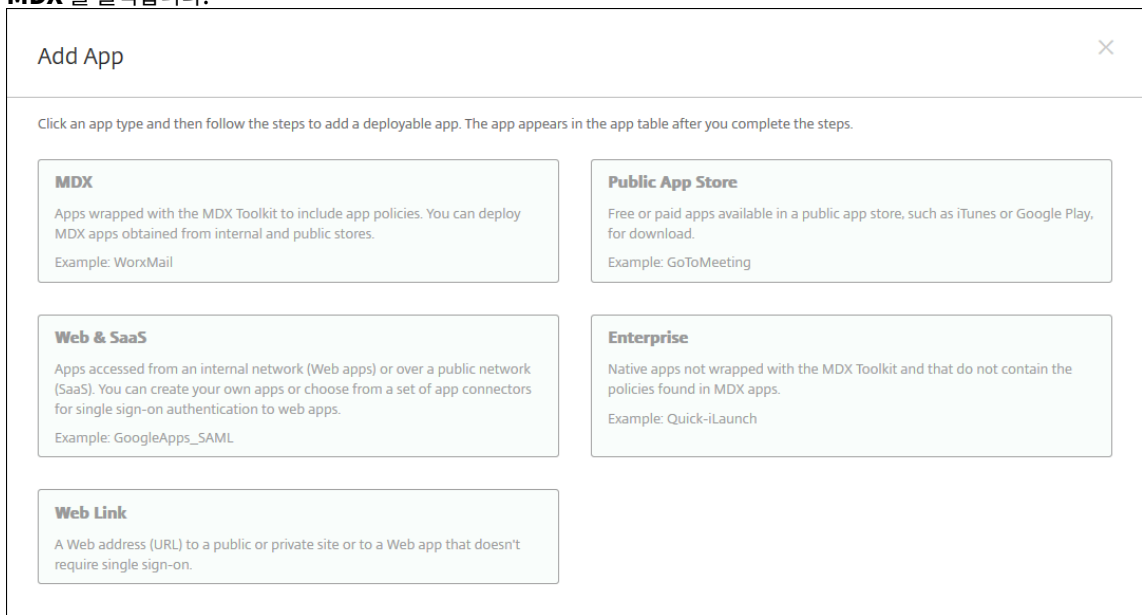 MDX 를 클릭합니다.
Add App
Click an app type and then follow the steps to add a deployable app. The app appears in the app table after you complete the steps.
MDX
Apps wrapped with the MDX Toolkit to include app policies. You can deploy
MDX apps obtained from internal and public stores.
Example: WorxMail
Public App Store
Free or paid apps available in a public app store, such as iTunes or Google Play,
for download.
Example: GoToMeeting
Web & SaaS
Apps accessed from an internal network (Web apps) or over a public network
(SaaS). You can create your own apps or choose from a set of app connectors
for single sign-on authentication to web apps.
Example: GoogleApps_SAML
Enterprise
Native apps not wrapped with the MDX Toolkit and that do not contain the
policies found in MDX apps.
Example: Quick-iLaunch
Web Link
A Web address (URL) to a public or private site or to a Web app that doesn't
require single sign-on.